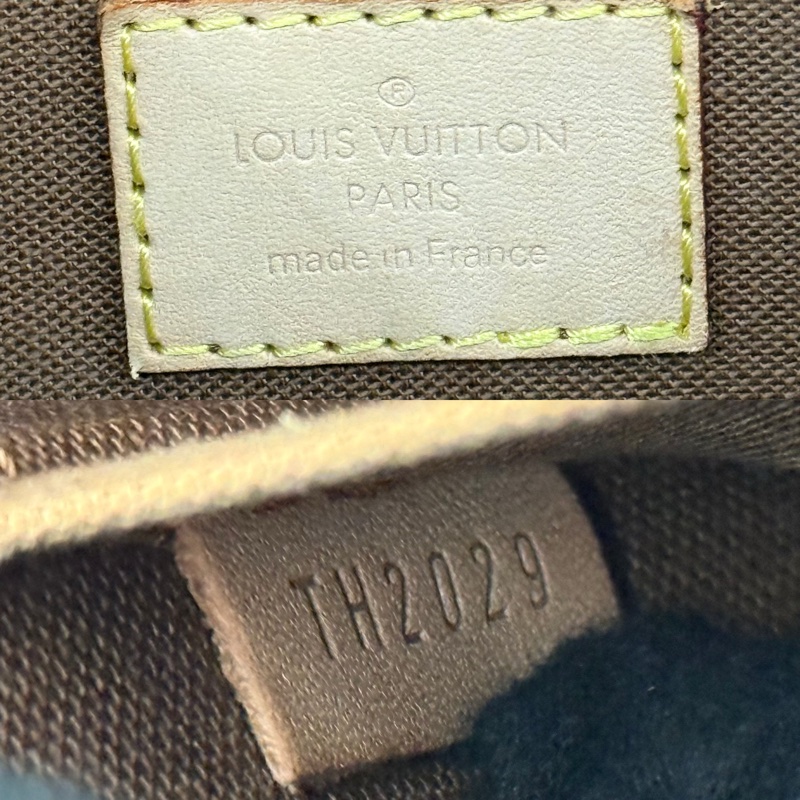 ®
LOUIS VUITTON
PARIS
made in France
TH2029